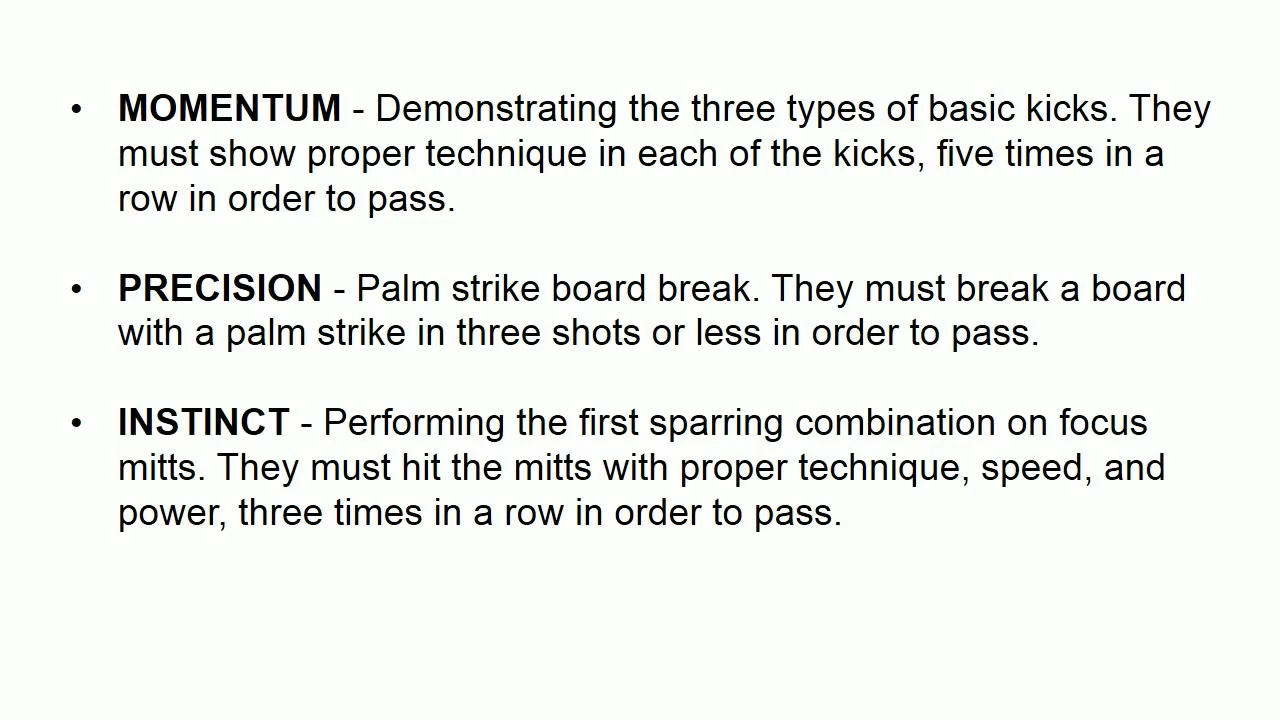 • MOMENTUM - Demonstrating the three types of basic kicks. They
must show proper technique in each of the kicks, five times in a
row in order to pass.
• PRECISION - Palm strike board break. They must break a board
with a palm strike in three shots or less in order to pass.
• INSTINCT - Performing the first sparring combination on focus
mitts. They must hit the mitts with proper technique, speed, and
power, three times in a row in order to pass.